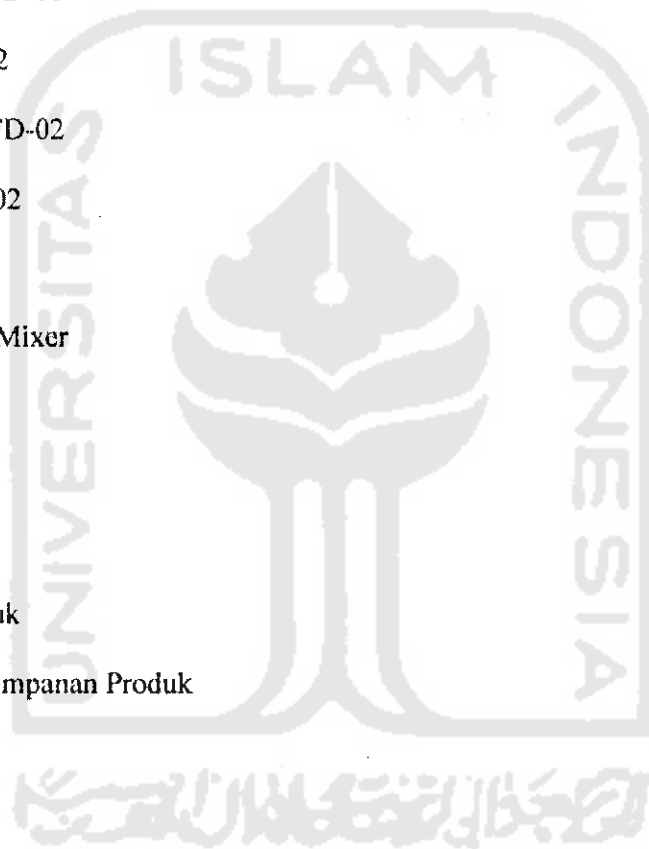 2
ISLAM
TD-02
02
UNIVERSITAS
INDONESIA
Mixer
uk
mpanan Produk